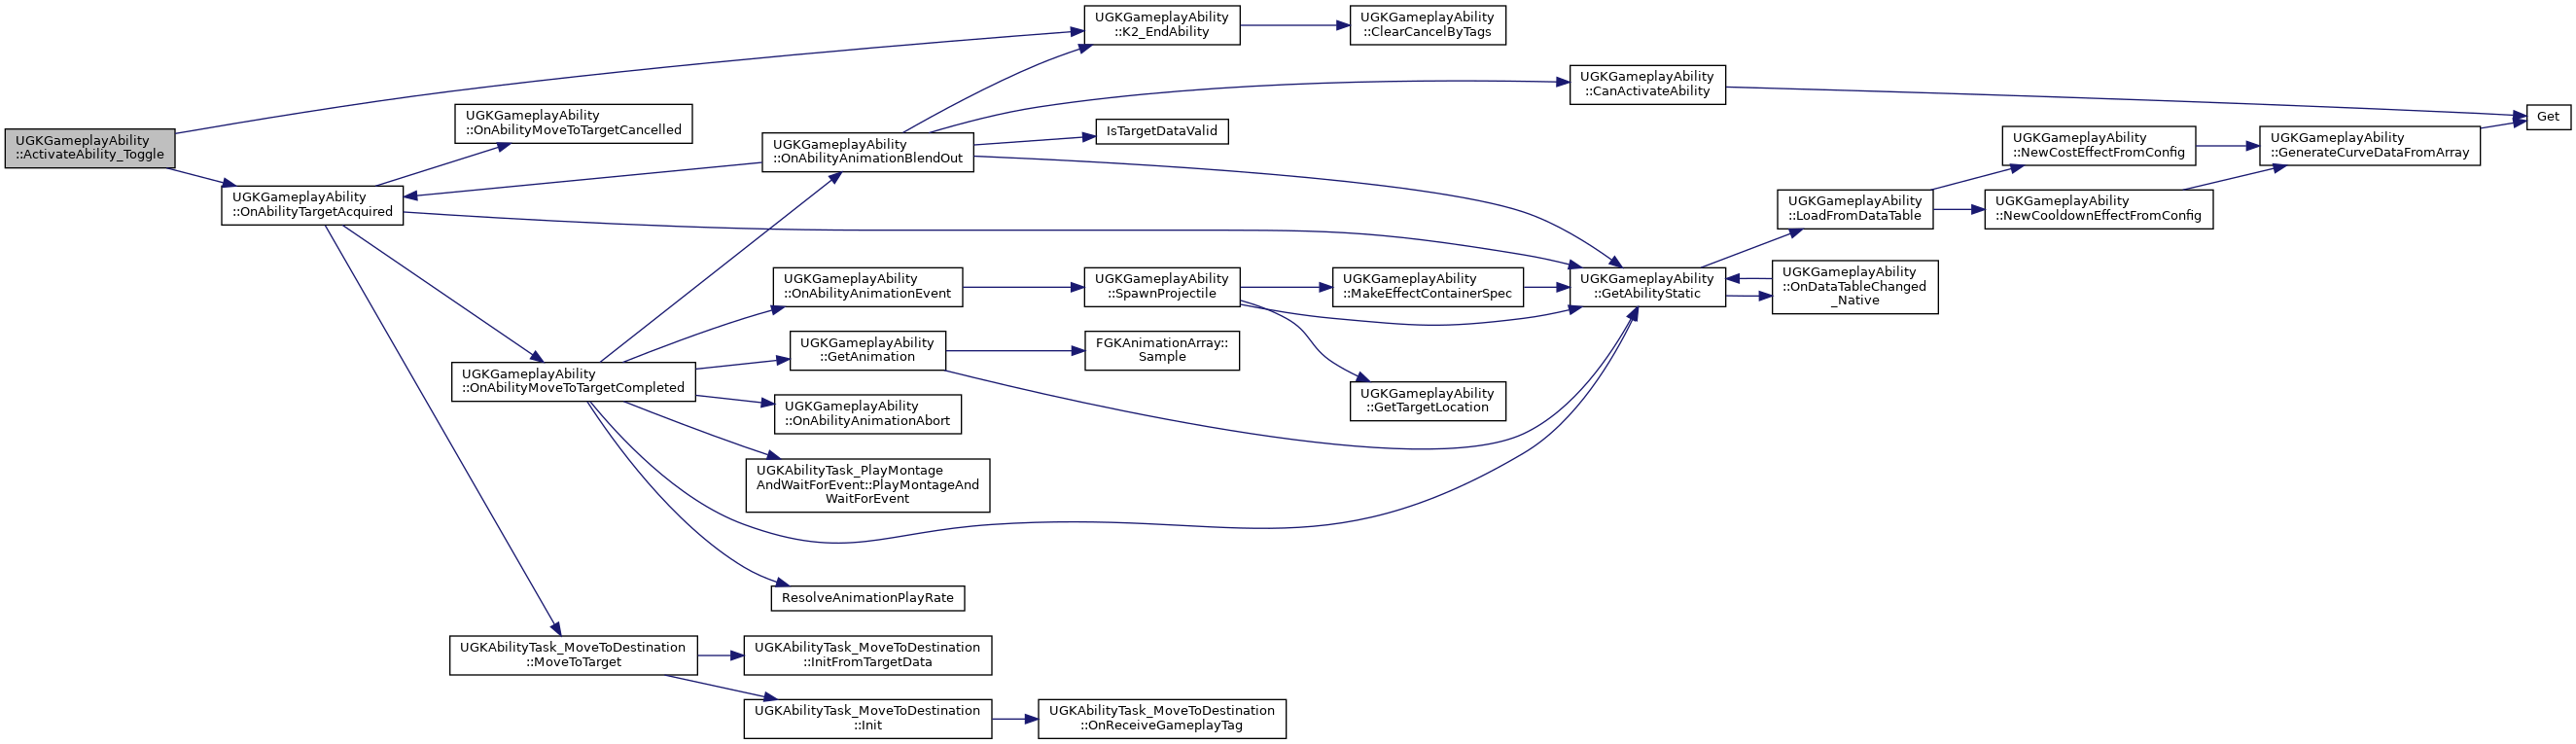 UGKGameplayAbility
::ActivateAbility_Toggle
UGKGameplayAbility
::K2_EndAbility
UGKGameplayAbility
::ClearCancelByTags
UGKGameplayAbility
::OnAbilityTargetAcquired
UGKGameplayAbility
::OnAbilityMoveToTargetCancelled
UGKGameplayAbility
::OnAbilityMoveToTargetCompleted
UGKAbilityTask_MoveToDestination
::MoveToTarget
UGKGameplayAbility
::OnAbilityAnimationBlendOut
UGKGameplayAbility
::OnAbilityAnimationEvent
UGKGameplayAbility
::GetAnimation
UGKGameplayAbility
::OnAbilityAnimationAbort
UGKAbilityTask_PlayMontage
AndWaitForEvent::PlayMontageAnd
WaitForEvent
ResolveAnimationPlayRate
UGKAbilityTask_MoveToDestination
::InitFromTargetData
UGKAbilityTask_MoveToDestination
::Init
UGKAbilityTask_MoveToDestination
::OnReceiveGameplayTag
IsTargetDataValid
UGKGameplayAbility
::SpawnProjectile
FGKAnimationArray::
Sample
UGKGameplayAbility
::MakeEffectContainerSpec
UGKGameplayAbility
::GetTargetLocation
UGKGameplayAbility
::CanActivateAbility
UGKGameplayAbility
::GetAbilityStatic
UGKGameplayAbility
::LoadFromDataTable
UGKGameplayAbility
::OnDataTableChanged
_Native
UGKGameplayAbility
::NewCostEffectFromConfig
UGKGameplayAbility
::NewCooldownEffectFromConfig
UGKGameplayAbility
::GenerateCurveDataFromArray
Get